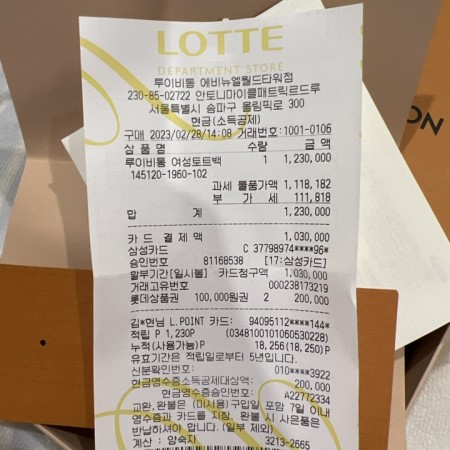 LOTTE
DEPARTMENT STORE
루이비통 에비뉴엘월드타워점
230-85-02722 안토니마이클패트릭르드루
서울특별시 송파구 올림픽로 300
현금(소득공제)
구매 2023/02/28/14:08 거래번호:1001-0106
상 품 명 수량 금 액
루이비통 여성토트백 1 1,230,000
145120-1960-102
과세 물품가액 1,118,182
부 가 세 111,818
합 계 1,230,000
카 드 결 제 액 1,030,000
삼성카드 C 37798974****96*
승인번호 81168538 [17:삼성카드]
할부기간[일시불] 카드청구액 1,030,000
거래고유번호 000238173219
롯데상품권 100,000원권 2 200,000
김*현님 L.POINT 카드: 94095112****144*
적립 P 1,230P (0348100101060530228)
누적(사용가능)P 18,256(18,250)P
유효기간은 적립일로부터 5년입니다.
신분확인번호: 010****3922
현금영수증소득공제대상액: 200,000
현금영수증승인번호: A22772334
교환,환불은 (미사용)구입일 포함 7일 이내
영수증과 카드를 지참, 환불 시 사은품은
반납하셔야 합니다. (일부 제외)
계산 : 양숙자 3213-2665
ON